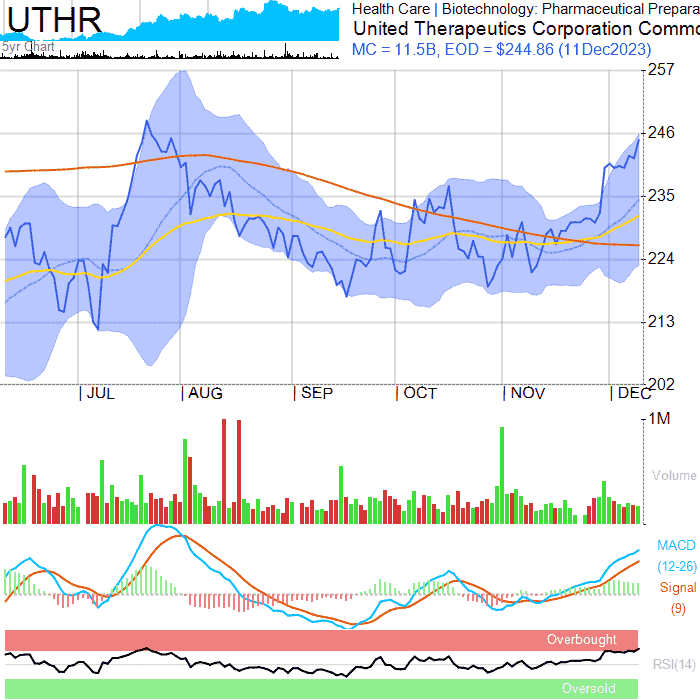 UTHR
5yr Chart
Health Care | Biotechnology: Pharmaceutical Prepara
United Therapeutics Corporation Commo
MC = 11.5B, EOD = $244.86 (11Dec2023)
257
246
235
224
213
202
| JUL | AUG | SEP | OCT | NOV | DEC
1M
Volume
MACD
(12-26)
Signal
(9)
Overbought
RSI(14)
Oversold